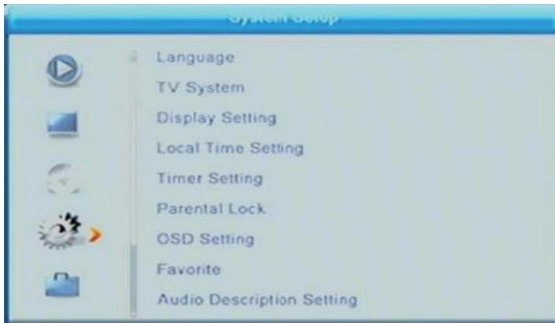 System Setup
Language
TV System
Display Setting
Local Time Setting
Timer Setting
Parental Lock
OSD Setting
Favorite
Audio Description Setting